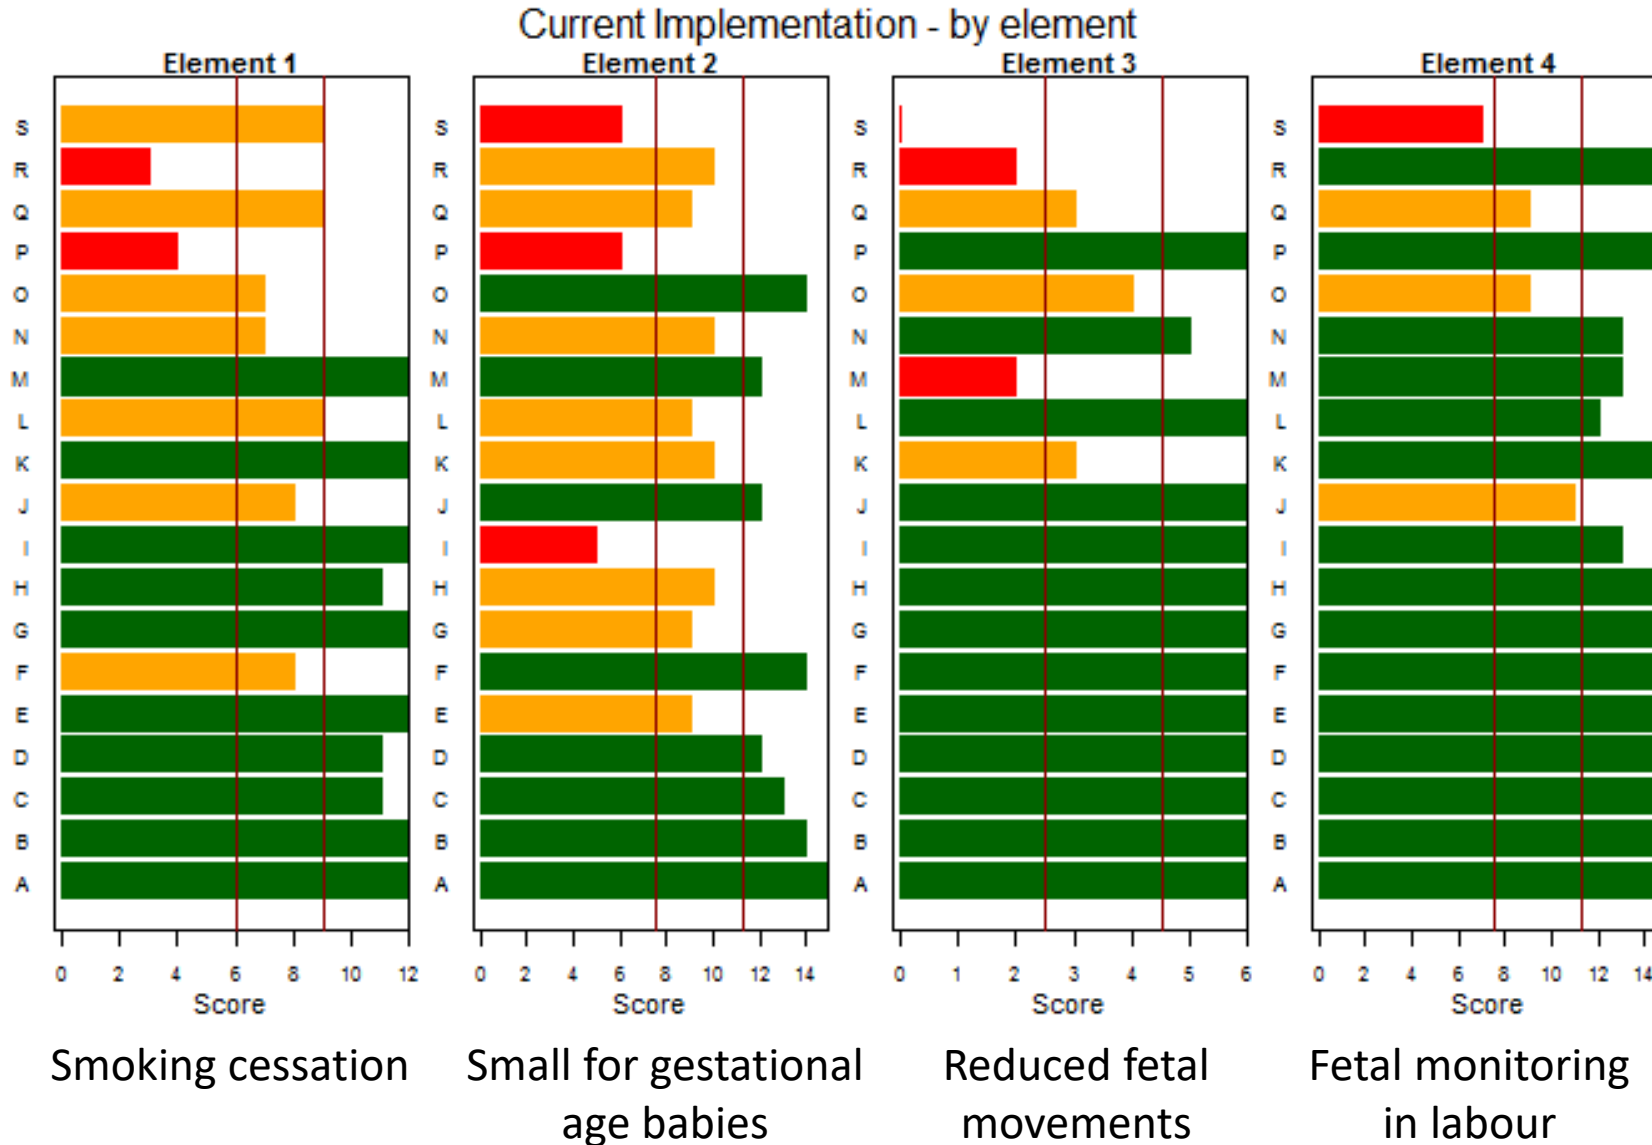 Current Implementation - by element
Element 1
S
R
Q
P
O
N
M
L
K
J
I
H
G
F
E
D
C
B
A
0 2 4 6 8 10 12
Score
Smoking cessation
Element 2
S
R
Q
P
O
N
M
L
K
J
I
H
G
F
E
D
C
B
A
0 2 4 6 8 10 12 14
Score
Small for gestational
age babies
Element 3
S
R
Q
P
O
N
M
L
K
J
I
H
G
F
E
D
C
B
A
0 1 2 3 4 5 6
Score
Reduced fetal
movements
Element 4
S
R
Q
P
O
N
M
L
K
J
I
H
G
F
E
D
C
B
A
0 2 4 6 8 10 12 14
Score
Fetal monitoring
in labour